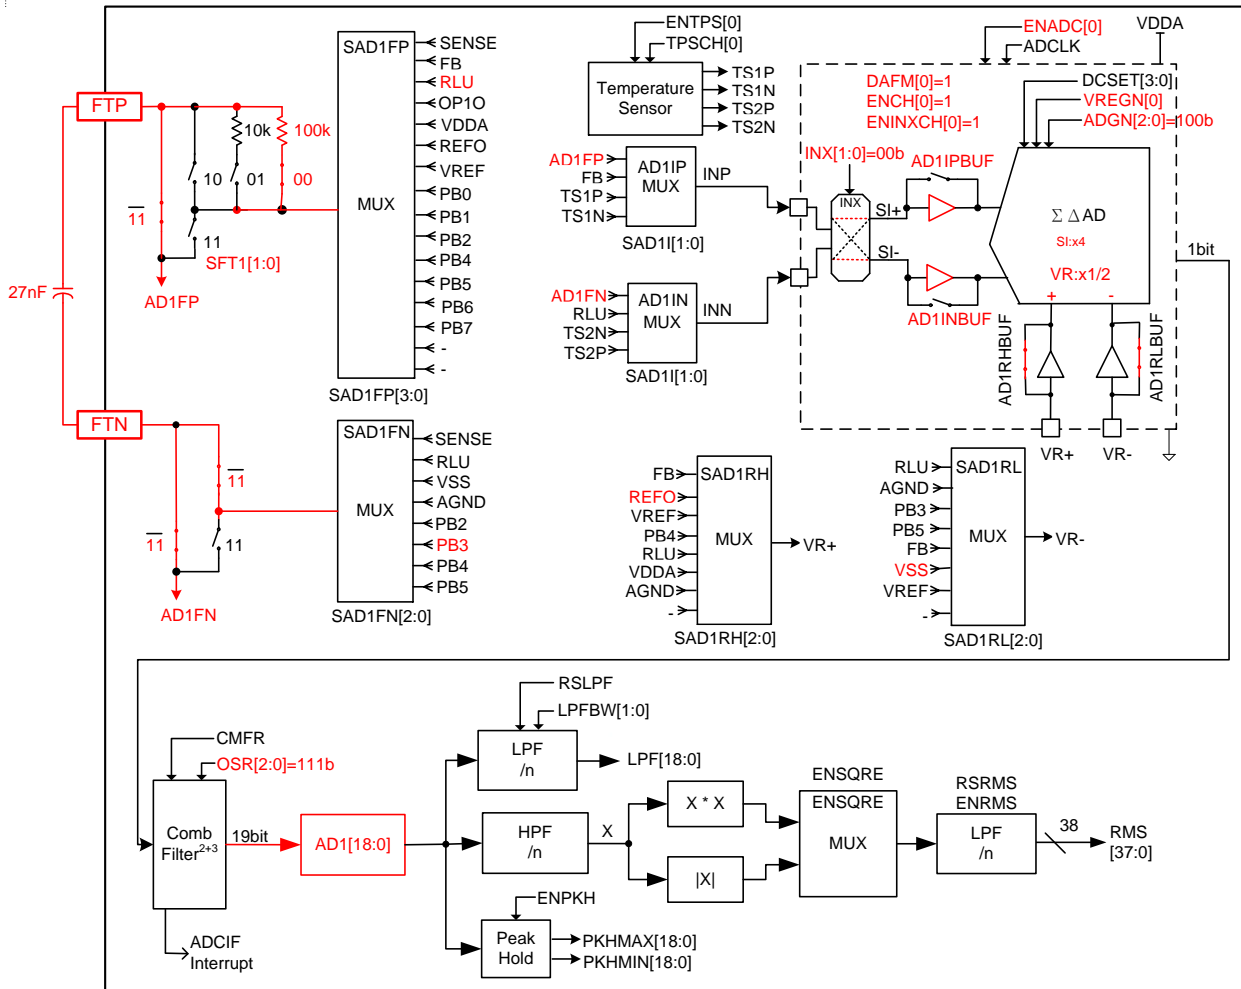 FTP
10k
100k
10
01
00
11
11
SFT1[1:0]
AD1FP
27nF
SAD1FP
MUX
SENSE
FB
RLU
OP1O
VDDA
REFO
VREF
PB0
PB1
PB2
PB4
PB5
PB6
PB7
-
-
SAD1FP[3:0]
FTN
11
11
11
AD1FN
SAD1FN
MUX
SENSE
RLU
VSS
AGND
PB2
PB3
PB4
PB5
SAD1FN[2:0]
ENTPS[0]
TPSCH[0]
Temperature
Sensor
TS1P
TS1N
TS2P
TS2N
AD1FP
FB
TS1P
TS1N
AD1IP
MUX
INP
SAD1I[1:0]
AD1FN
RLU
TS2N
TS2P
AD1IN
MUX
INN
SAD1I[1:0]
ENADC[0]
ADCLK
VDDA
DAFM[0]=1
ENCH[0]=1
ENINXCH[0]=1
DCSET[3:0]
VREGN[0]
ADGN[2:0]=100b
INX[1:0]=00b
INX
SI+
SI-
AD1IPBUF
AD1INBUF
Σ Δ AD
SI:x4
VR:x1/2
+
-
1bit
AD1RHBUF
AD1RLBUF
VR+
VR-
FB
REFO
VREF
PB4
RLU
VDDA
AGND
-
SAD1RH
MUX
VR+
SAD1RH[2:0]
RLU
AGND
PB3
PB5
FB
VSS
VREF
-
SAD1RL
MUX
VR-
SAD1RL[2:0]
CMFR
OSR[2:0]=111b
Comb
Filter2+3
19bit
ADCIF
Interrupt
AD1[18:0]
RSLPF
LPFBW[1:0]
LPF
/n
LPF[18:0]
HPF
/n
X
X * X
|X|
ENPKH
Peak
Hold
PKHMAX[18:0]
PKHMIN[18:0]
ENSQRE
ENSQRE
MUX
RSRMS
ENRMS
LPF
/n
38
RMS
[37:0]